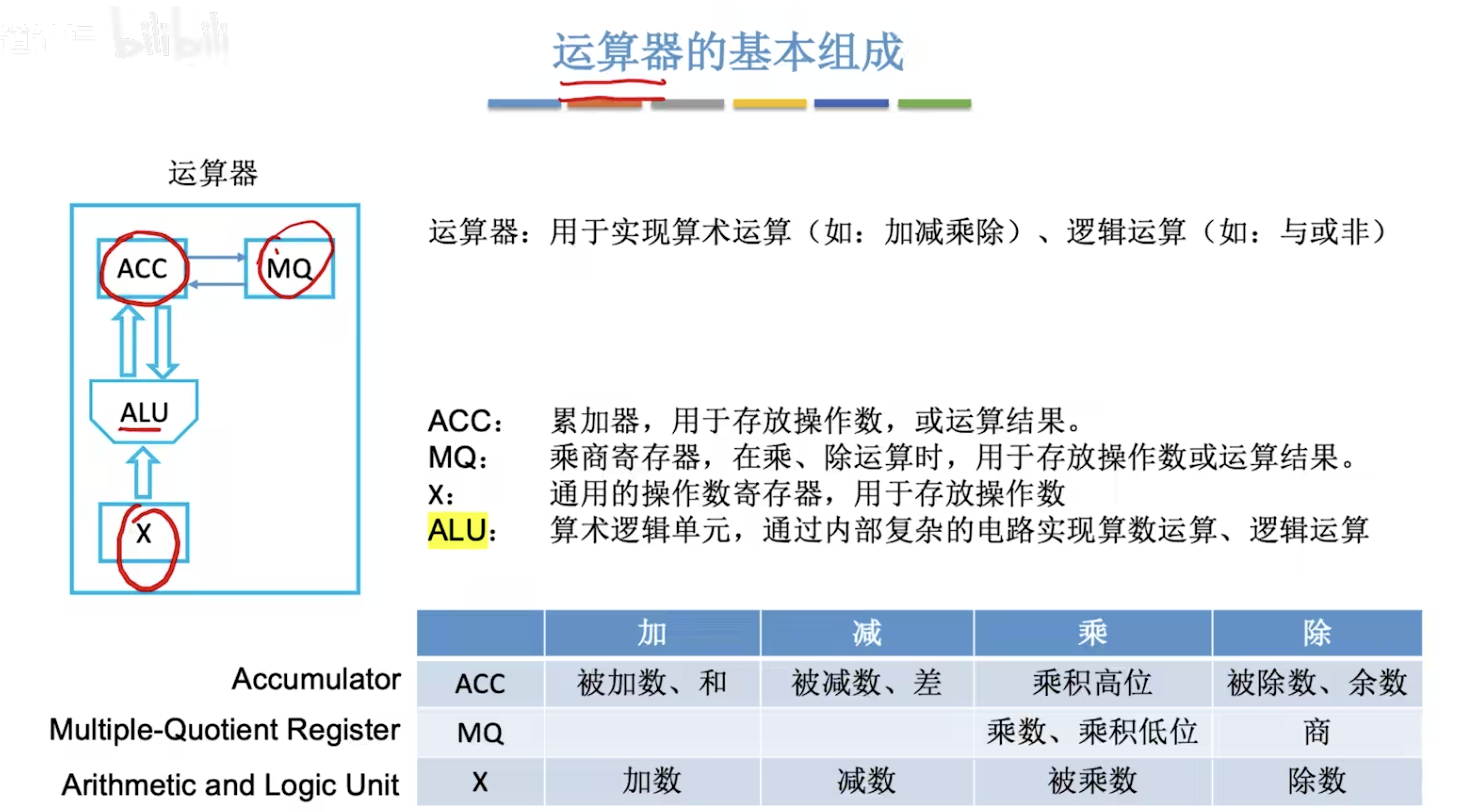 bilibili
运算器的基本组成
运算器
ACC
MQ
ALU
X
运算器：用于实现算术运算（如：加减乘除）、逻辑运算（如：与或非）
ACC： 累加器，用于存放操作数，或运算结果。
MQ： 乘商寄存器，在乘、除运算时，用于存放操作数或运算结果。
X： 通用的操作数寄存器，用于存放操作数
ALU： 算术逻辑单元，通过内部复杂的电路实现算数运算、逻辑运算
加 减 乘 除
Accumulator ACC 被加数、和 被减数、差 乘积高位 被除数、余数
Multiple-Quotient Register MQ 乘数、乘积低位 商
Arithmetic and Logic Unit X 加数 减数 被乘数 除数